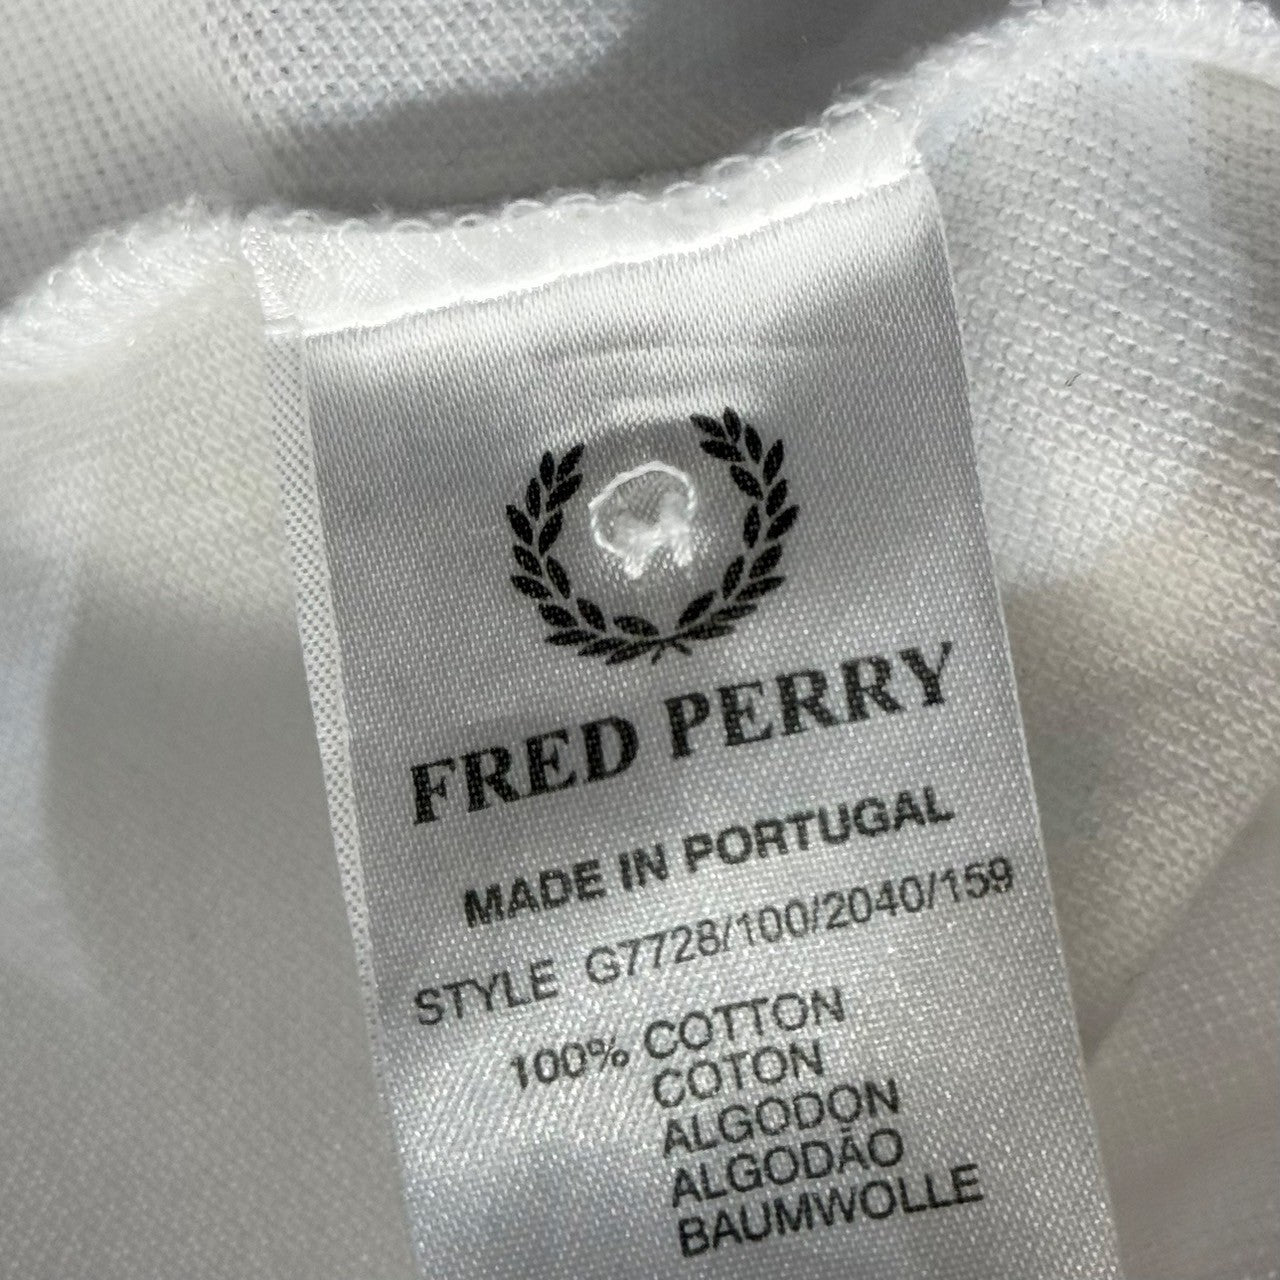 FRED PERRY
MADE IN PORTUGAL
STYLE G7728/100/2040/159
100% COTTON
COTON
ALGODON
ALGODÃO
BAUMWOLLE